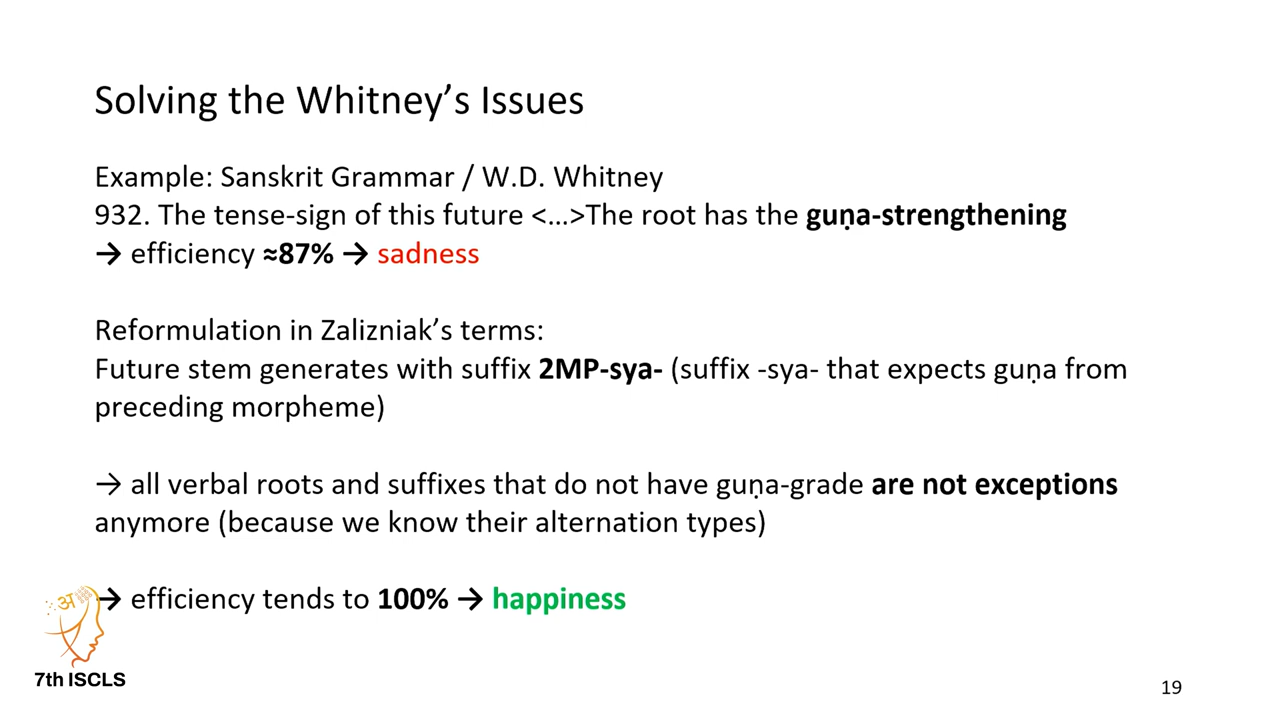 Solving the Whitney’s Issues
Example: Sanskrit Grammar / W.D. Whitney
932. The tense-sign of this future <…>The root has the guṇa-strengthening
→ efficiency ≈87% → sadness
Reformulation in Zalizniak’s terms:
Future stem generates with suffix 2MP-sya- (suffix -sya- that expects guṇa from
preceding morpheme)
→ all verbal roots and suffixes that do not have guṇa-grade are not exceptions
anymore (because we know their alternation types)
→ efficiency tends to 100% → happiness
अ
7th ISCLS
19